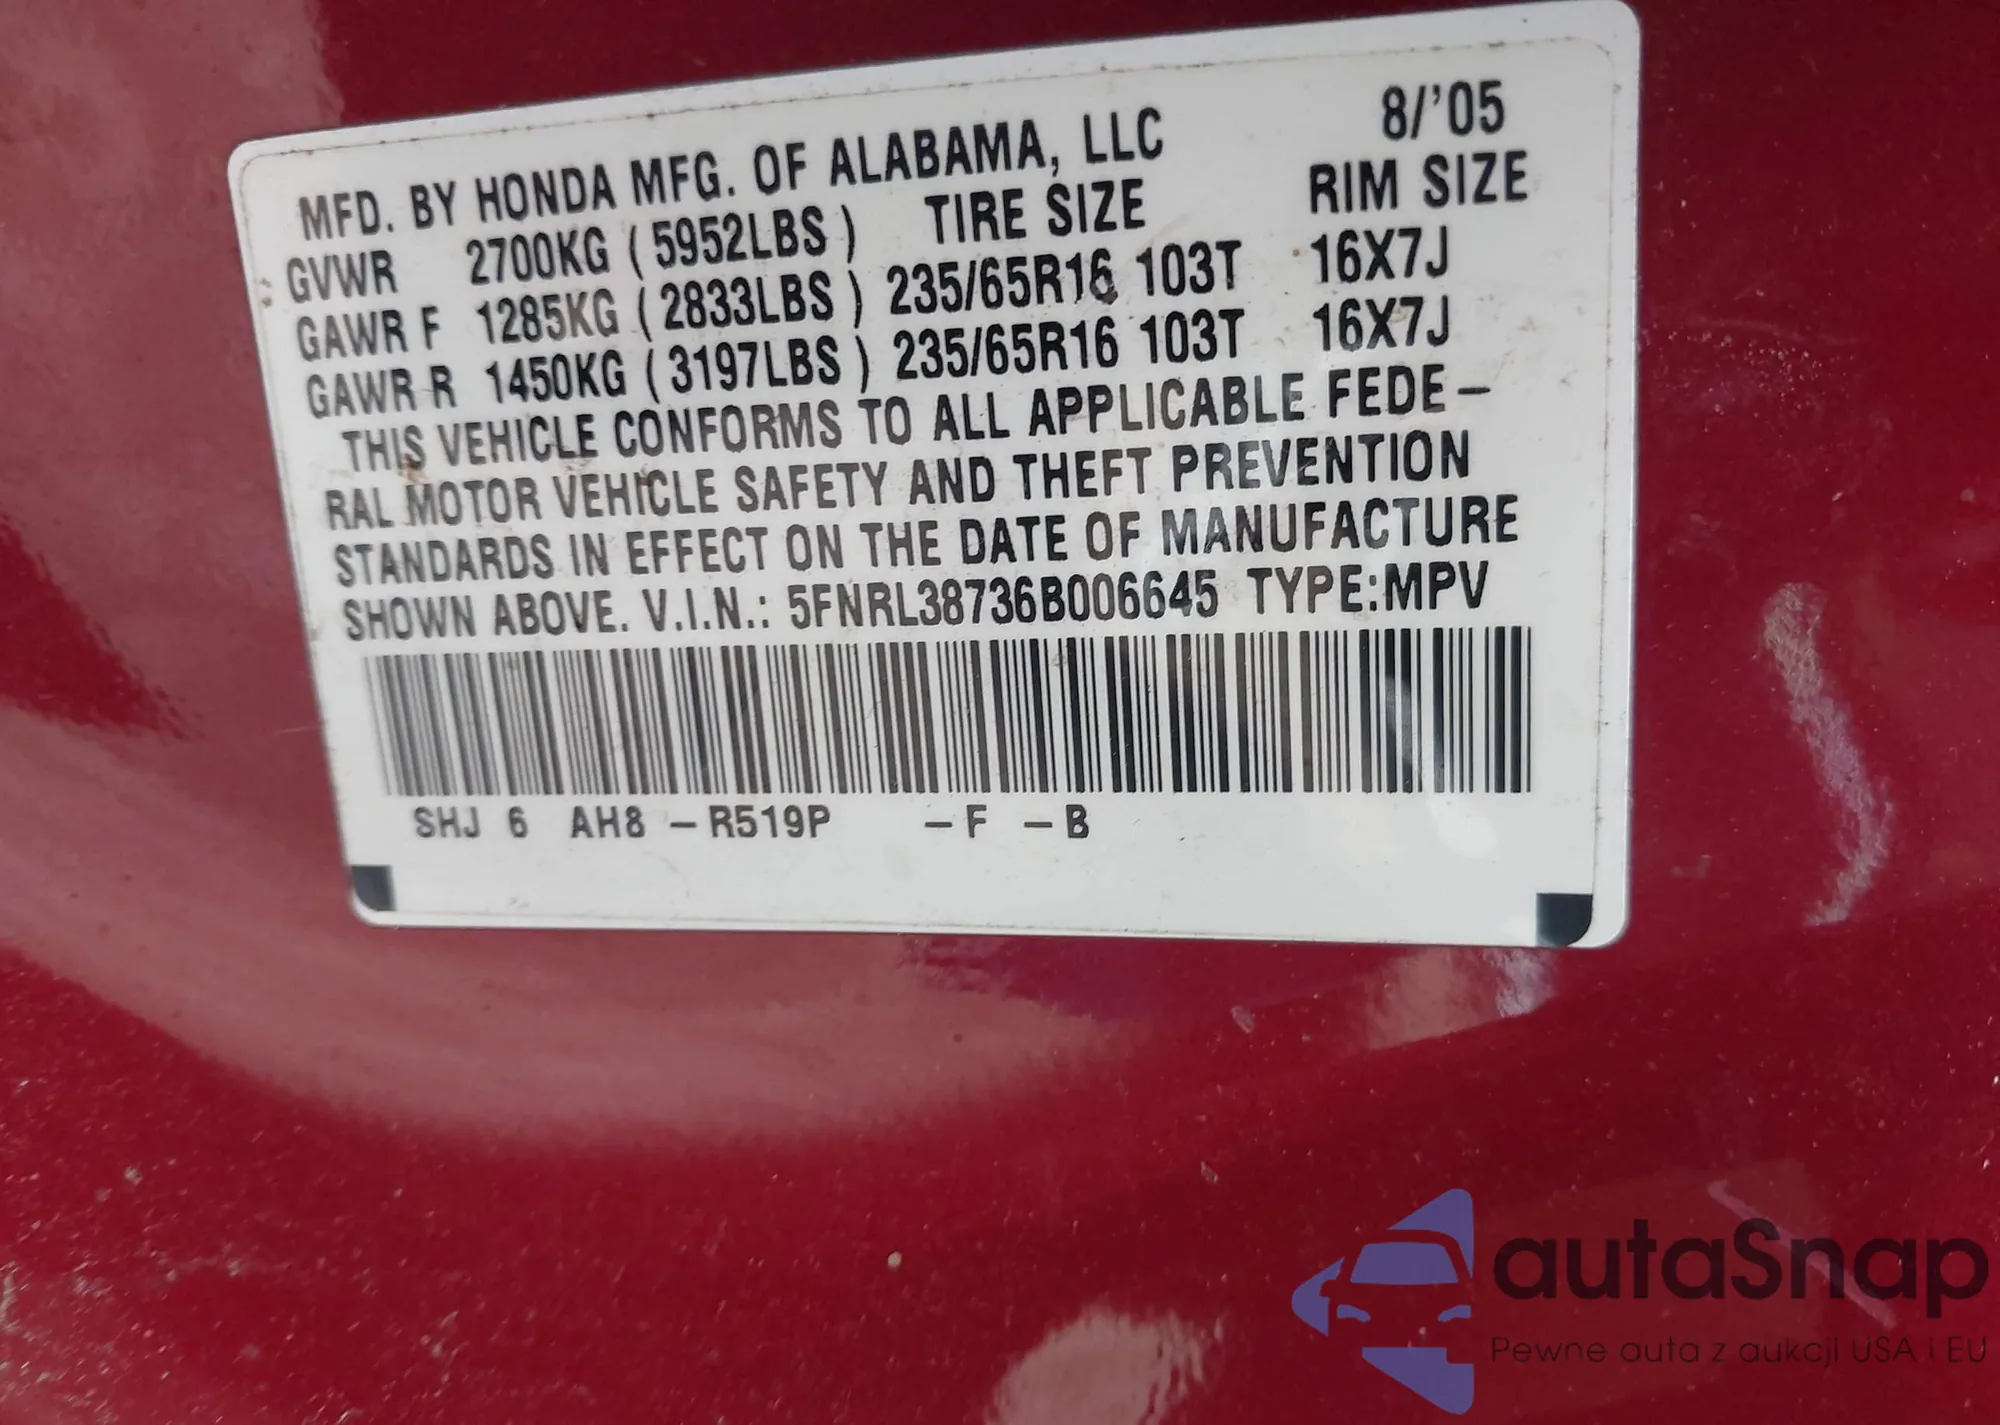 MFD. BY HONDA MFG. OF ALABAMA, LLC 8/'05
GVWR 2700KG (5952LBS) TIRE SIZE RIM SIZE
GAWR F 1285KG (2833LBS) 235/65R16 103T 16X7J
GAWR R 1450KG (3197LBS) 235/65R16 103T 16X7J
THIS VEHICLE CONFORMS TO ALL APPLICABLE FEDE-
RAL MOTOR VEHICLE SAFETY AND THEFT PREVENTION
STANDARDS IN EFFECT ON THE DATE OF MANUFACTURE
SHOWN ABOVE. V.I.N.: 5FNRL38736B006645 TYPE:MPV
SHJ 6 AH8 -R519P -F -B
autaSnap
Pewne auta z aukcji USA i EU